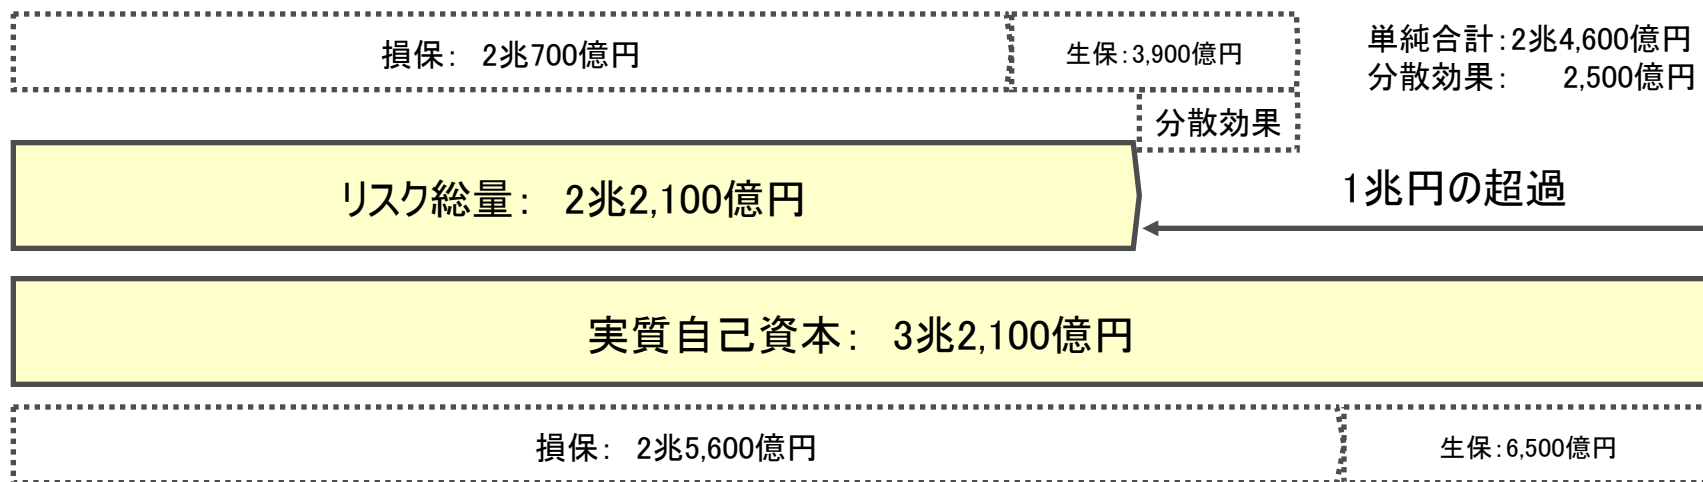 損保： 2兆700億円
生保：3,900億円
単純合計：2兆4,600億円
分散効果： 2,500億円
分散効果
リスク総量： 2兆2,100億円
1兆円の超過
実質自己資本： 3兆2,100億円
損保： 2兆5,600億円
生保：6,500億円